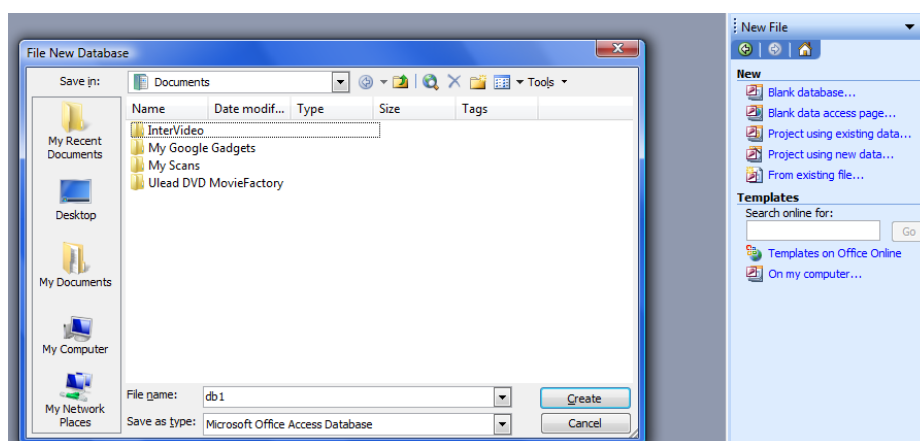 File New Database
Save in:
Documents
Tools
Name Date modif... Type Size Tags
InterVideo
My Google Gadgets
My Scans
Ulead DVD MovieFactory
My Recent
Documents
Desktop
My Documents
My Computer
My Network
Places
File name:
db1
Create
Save as type:
Microsoft Office Access Database
Cancel
New File
New
Blank database...
Blank data access page...
Project using existing data...
Project using new data...
From existing file...
Templates
Search online for:
Go
Templates on Office Online
On my computer...